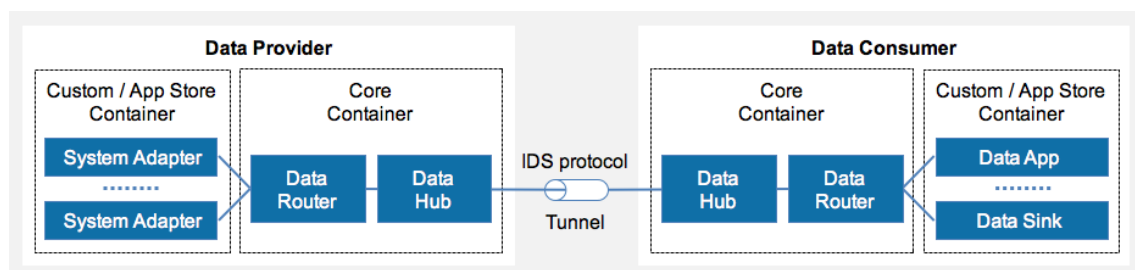 Data Provider
Custom / App Store
Container
System Adapter
........
System Adapter
Core
Container
Data
Router
Data
Hub
IDS protocol
Tunnel
Data Consumer
Core
Container
Data
Hub
Data
Router
Custom / App Store
Container
Data App
........
Data Sink